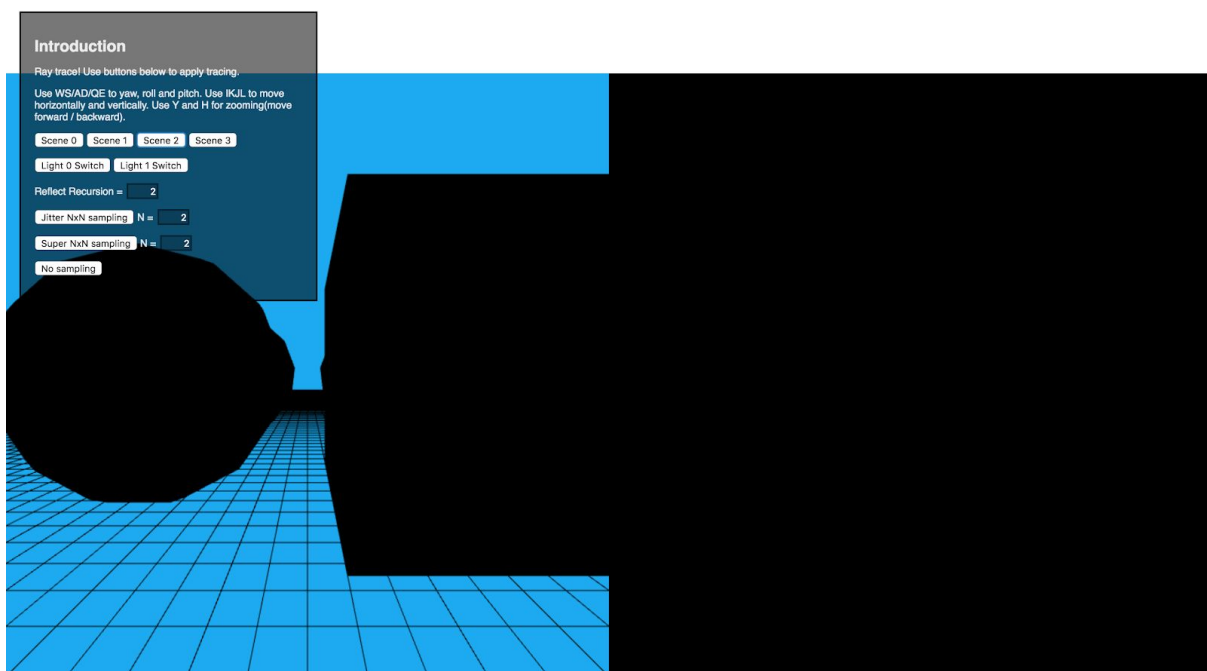 Introduction
Ray trace! Use buttons below to apply tracing.
Use WS/AD/QE to yaw, roll and pitch. Use IKJL to move
horizontally and vertically. Use Y and H for zooming(move
forward / backward).
Scene 0 Scene 1 Scene 2 Scene 3
Light 0 Switch Light 1 Switch
Reflect Recursion = 2
Jitter NxN sampling N = 2
Super NxN sampling N = 2
No sampling